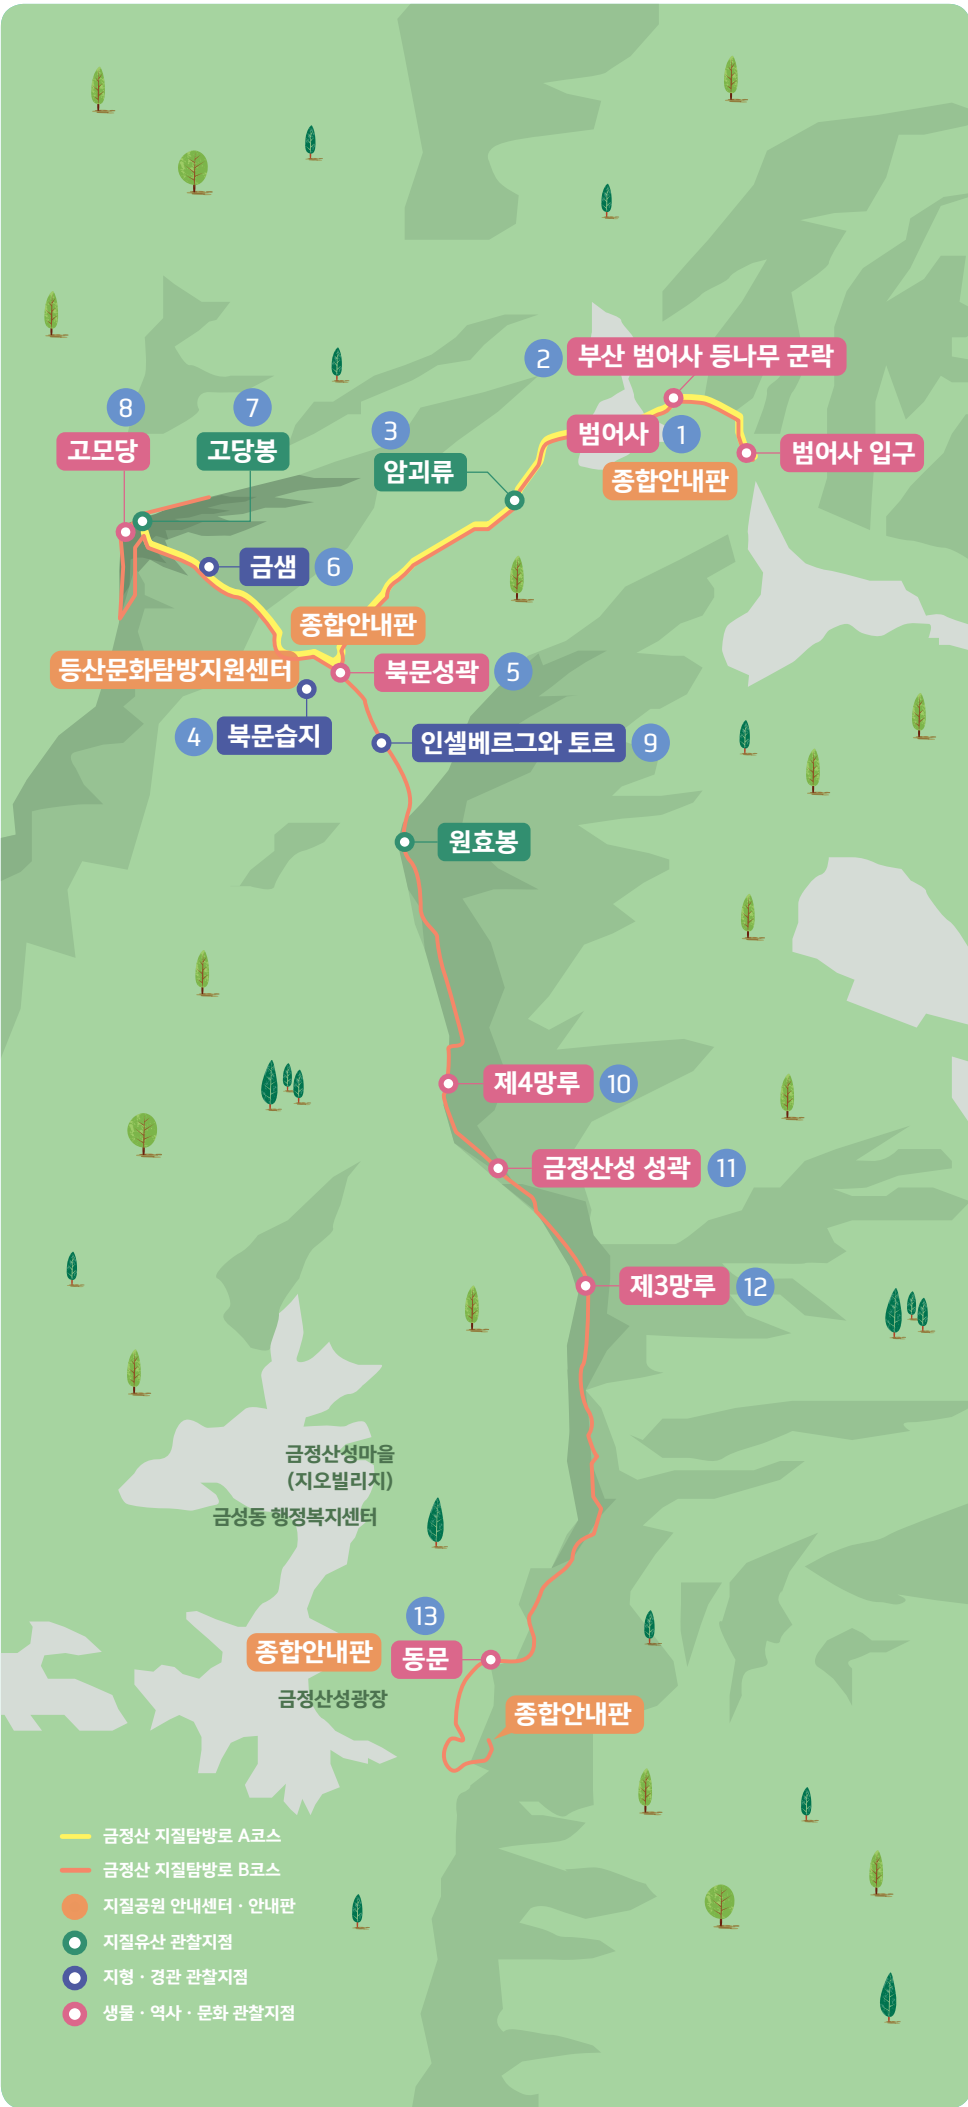 2 부산 범어사 등나무 군락
8
7
3
범어사 1
고모당
고당봉
범어사 입구
암괴류
종합안내판
금샘 6
종합안내판
등산문화탐방지원센터
북문성곽 5
4 북문습지
인셀베르그와 토르 9
원효봉
제4망루 10
금정산성 성곽 11
제3망루 12
금정산성마을
(지오빌리지)
금성동 행정복지센터
13
종합안내판
동문
금정산성광장
종합안내판
금정산 지질탐방로 A코스
금정산 지질탐방로 B코스
지질공원 안내센터 · 안내판
지질유산 관찰지점
지형 · 경관 관찰지점
생물 · 역사 · 문화 관찰지점